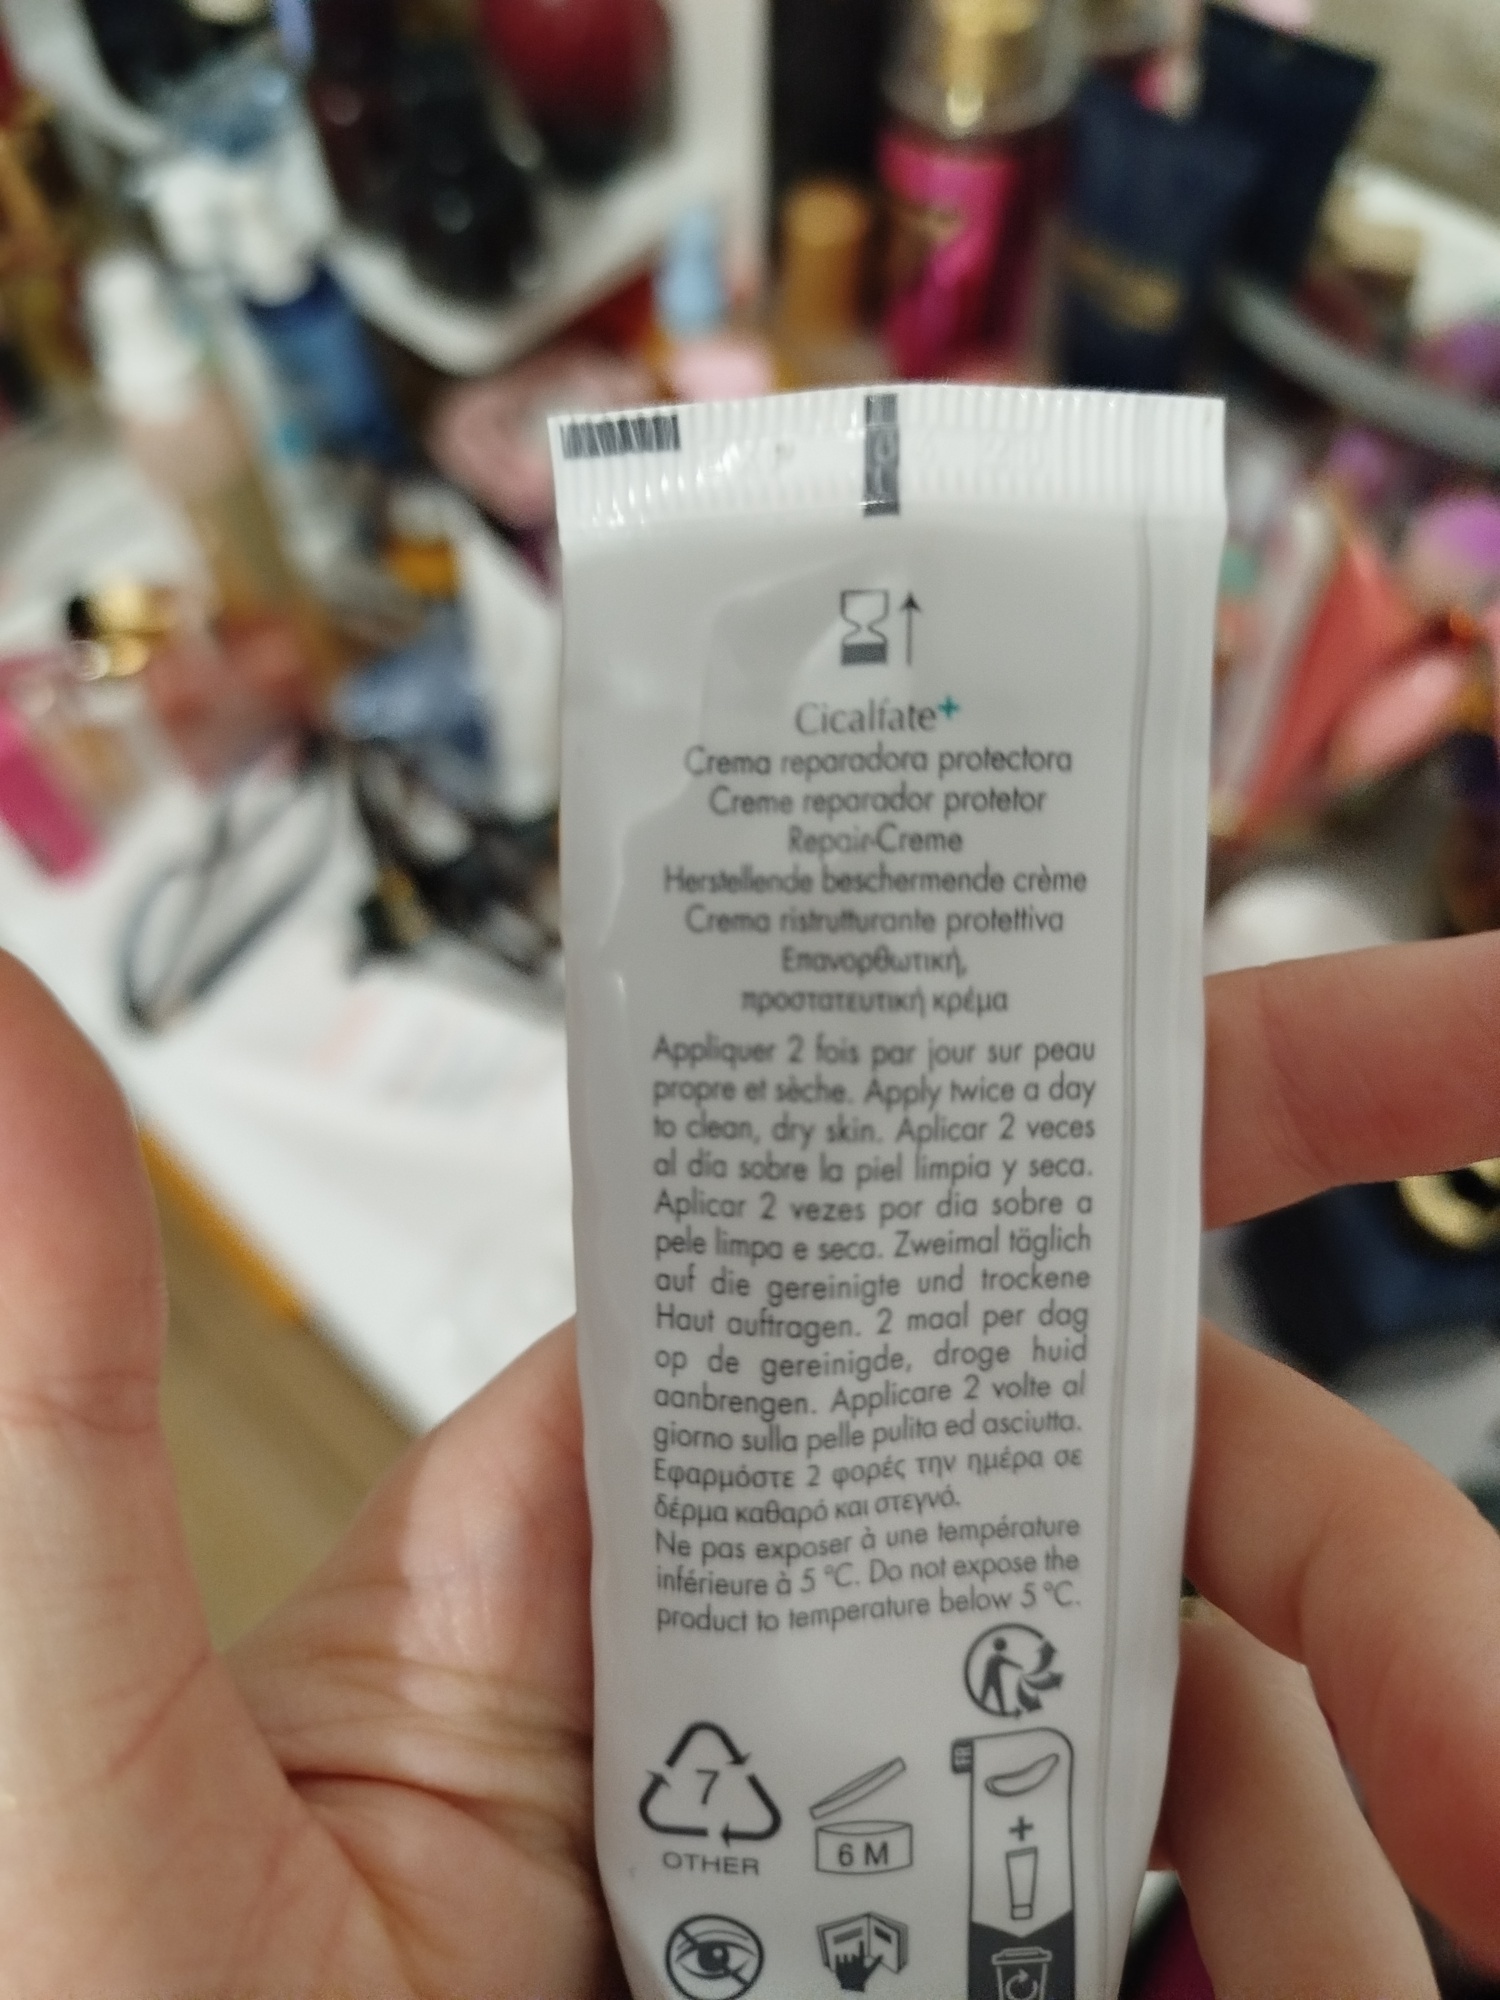 Cicalfate+
Crema reparadora protectora
Creme reparador protetor
Repair-Creme
Herstellende beschermende crème
Crema ristrutturante protettiva
Επανορθωτική,
προστατευτική κρέμα
Appliquer 2 fois par jour sur peau
propre et sèche. Apply twice a day
to clean, dry skin. Aplicar 2 veces
al día sobre la piel limpia y seca.
Aplicar 2 vezes por dia sobre a
pele limpa e seca. Zweimal täglich
auf die gereinigte und trockene
Haut auftragen. 2 maal per dag
op de gereinigde, droge huid
aanbrengen. Applicare 2 volte al
giorno sulla pelle pulita ed asciutta.
Εφαρμόστε 2 φορές την ημέρα σε
δέρμα καθαρό και στεγνό.
Ne pas exposer à une température
inférieure à 5 °C. Do not expose the
product to temperature below 5 °C.
FR
7
OTHER
6 M
+